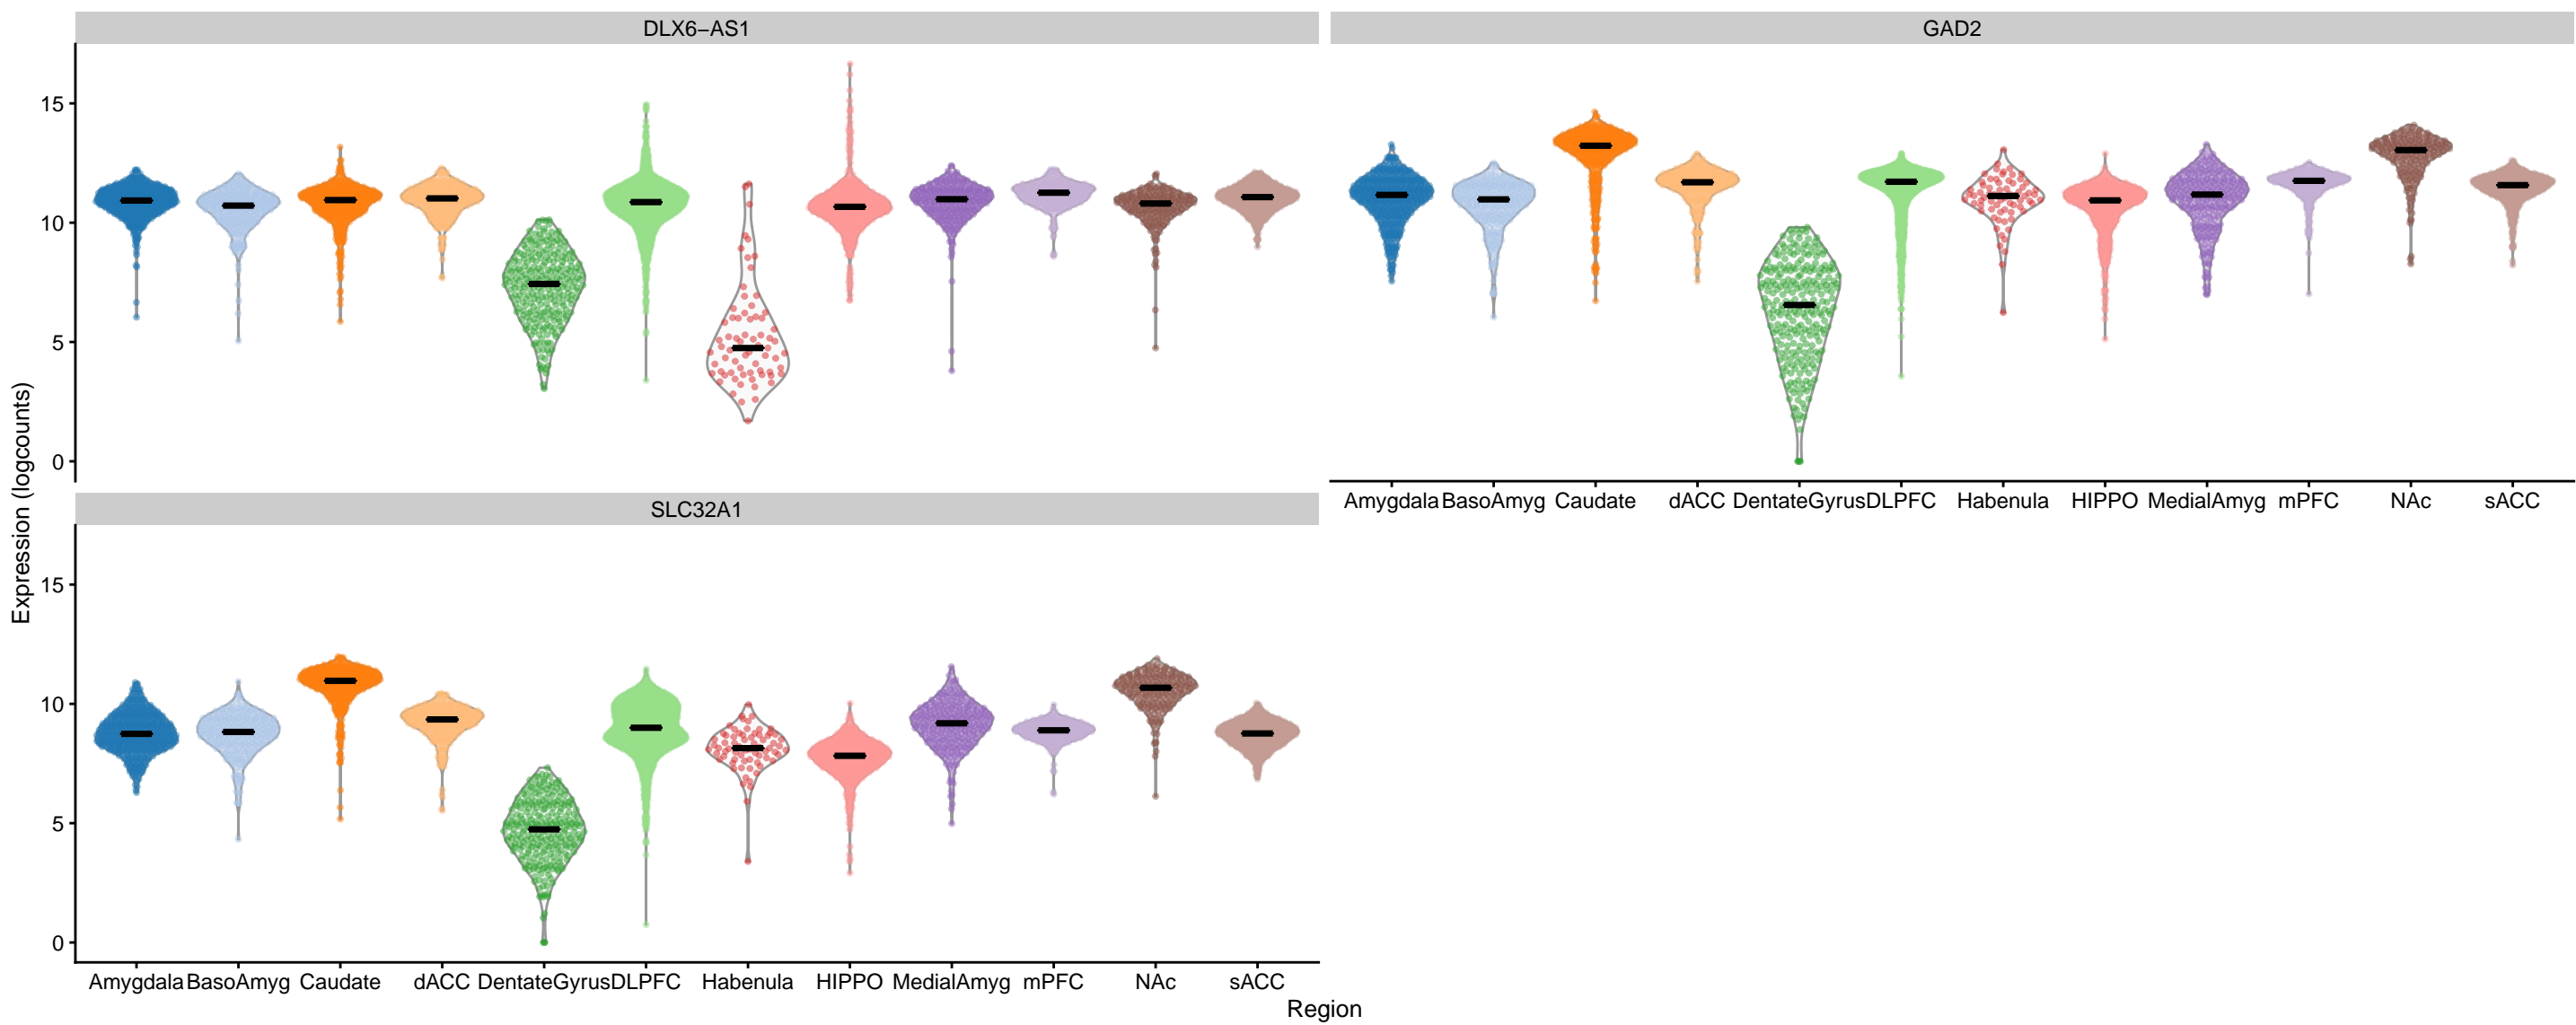 DLX6−AS1
GAD2
15
10
5
0
Amygdala BasoAmyg Caudate dACC DentateGyrus DLPFC Habenula HIPPO MedialAmyg mPFC NAc sACC
SLC32A1
15
10
5
0
Amygdala BasoAmyg Caudate dACC DentateGyrus DLPFC Habenula HIPPO MedialAmyg mPFC NAc sACC
Expression (logcounts)
Region